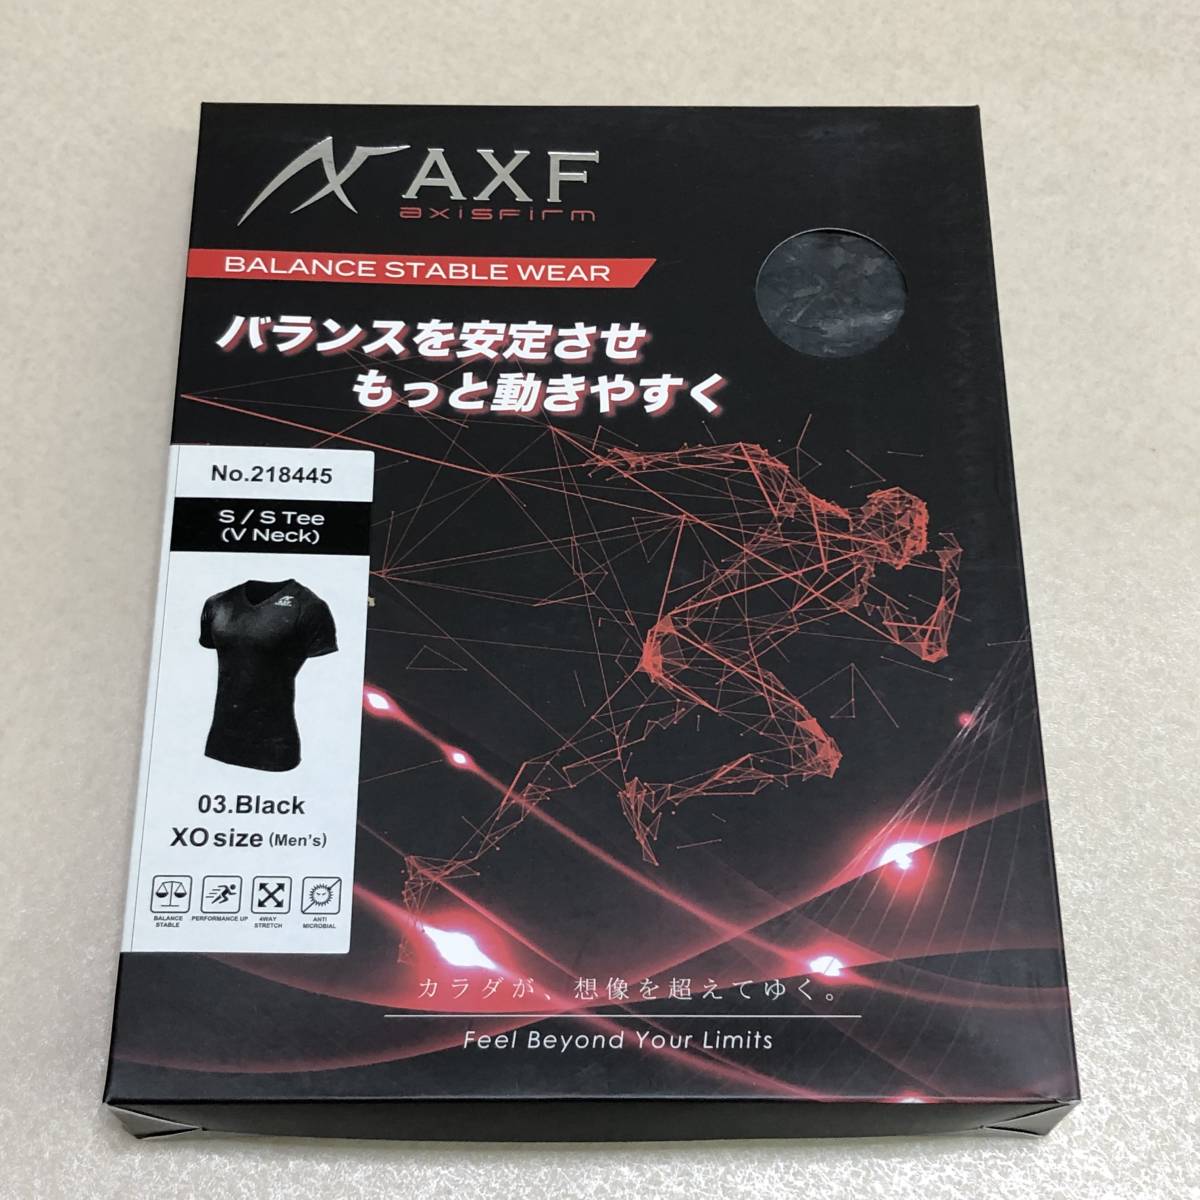 AXF
axisfirm
BALANCE STABLE WEAR
バランスを安定させ
もっと動きやすく
No.218445
S / S Tee
(V Neck)
AXF
03.Black
XO size (Men's)
BALANCE STABLE
PERFORMANCE UP
4WAY STRETCH
ANTI MICROBIAL
カラダが、想像を超えてゆく。
Feel Beyond Your Limits